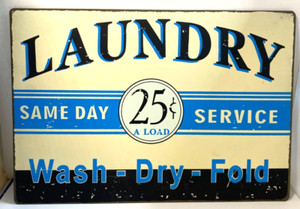 LAUNDRY
SAME DAY 25¢ SERVICE
A LOAD
Wash - Dry - Fold